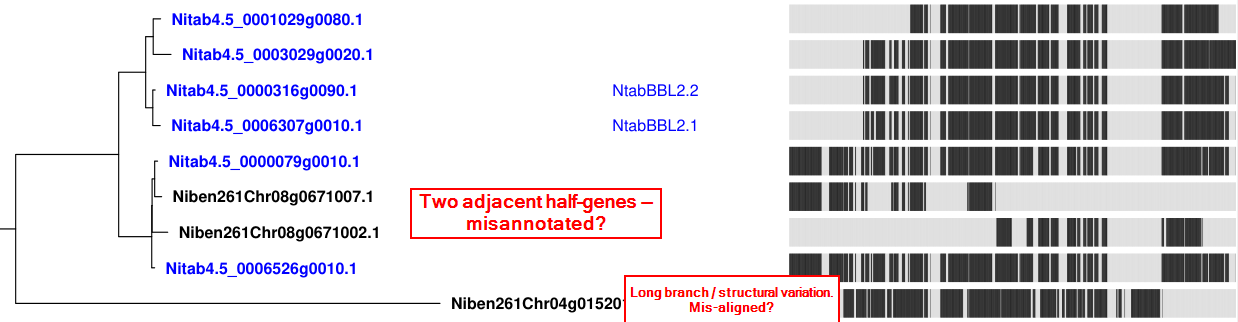 Nitab4.5_0001029g0080.1
Nitab4.5_0003029g0020.1
Nitab4.5_0000316g0090.1 NtabBBL2.2
Nitab4.5_0006307g0010.1 NtabBBL2.1
Nitab4.5_0000079g0010.1
Niben261Chr08g0671007.1
Two adjacent half-genes –
misannotated?
Niben261Chr08g0671002.1
Nitab4.5_0006526g0010.1
Niben261Chr04g01520
Long branch / structural variation.
Mis-aligned?